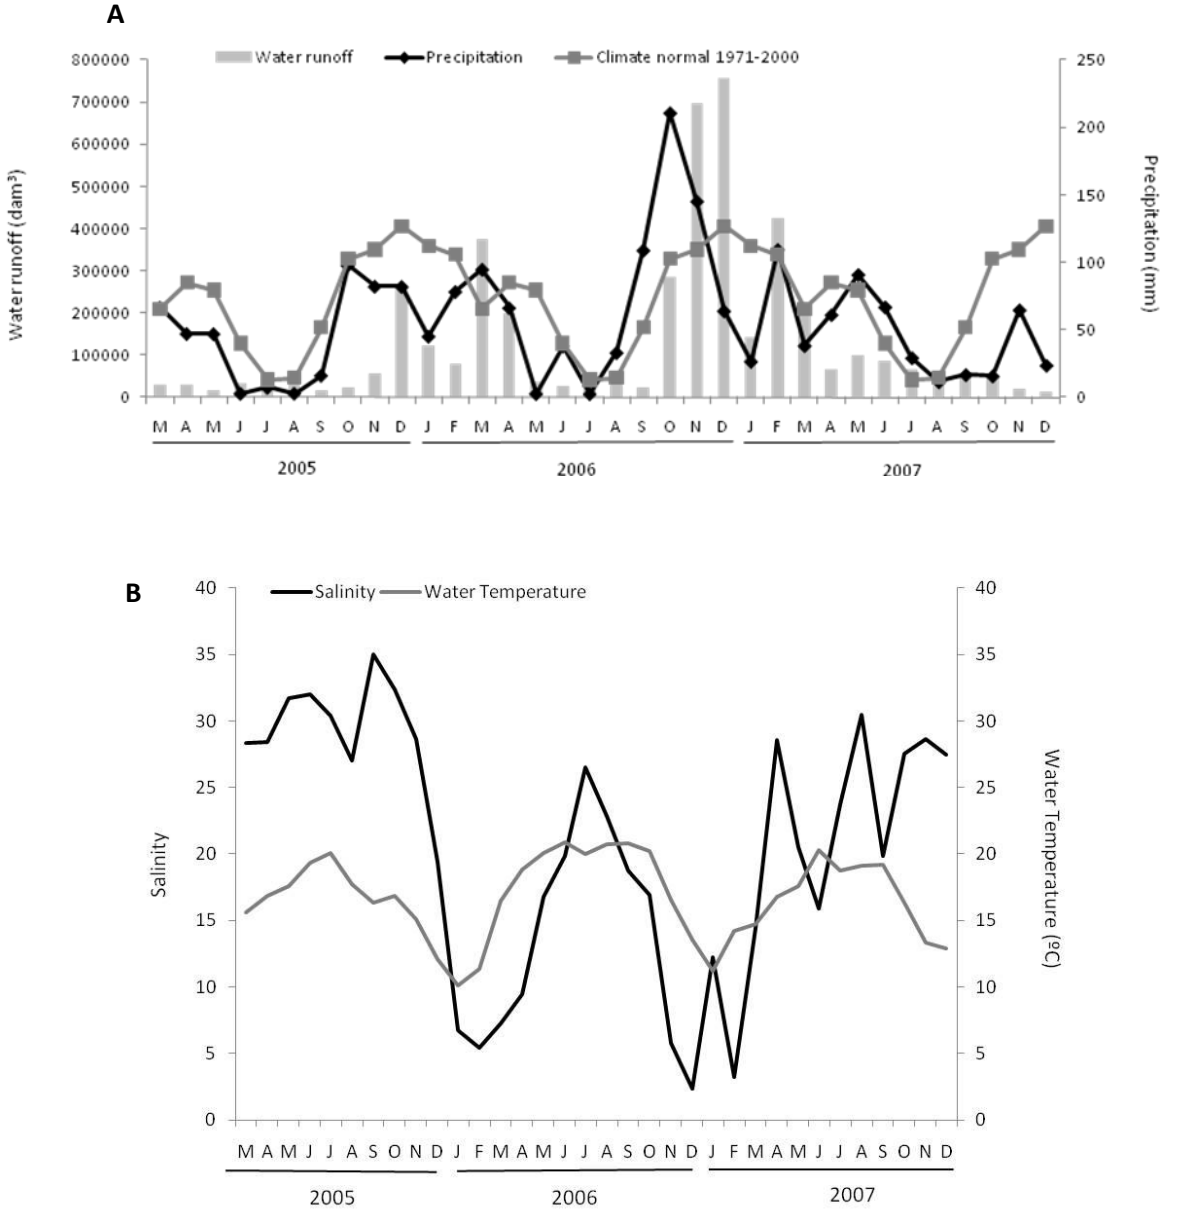 A
Water runoff Precipitation Climate normal 1971-2000
800000
700000
600000
500000
400000
300000
200000
100000
0
Water runoff (dam³)
250
200
150
100
50
0
Precipitation (mm)
M A M J J A S O N D J F M A M J J A S O N D J F M A M J J A S O N D
2005 2006 2007
B
Salinity Water Temperature
40
35
30
25
20
15
10
5
0
Salinity
40
35
30
25
20
15
10
5
0
Water Temperature (ºC)
M A M J J A S O N D J F M A M J J A S O N D J F M A M J J A S O N D
2005 2006 2007